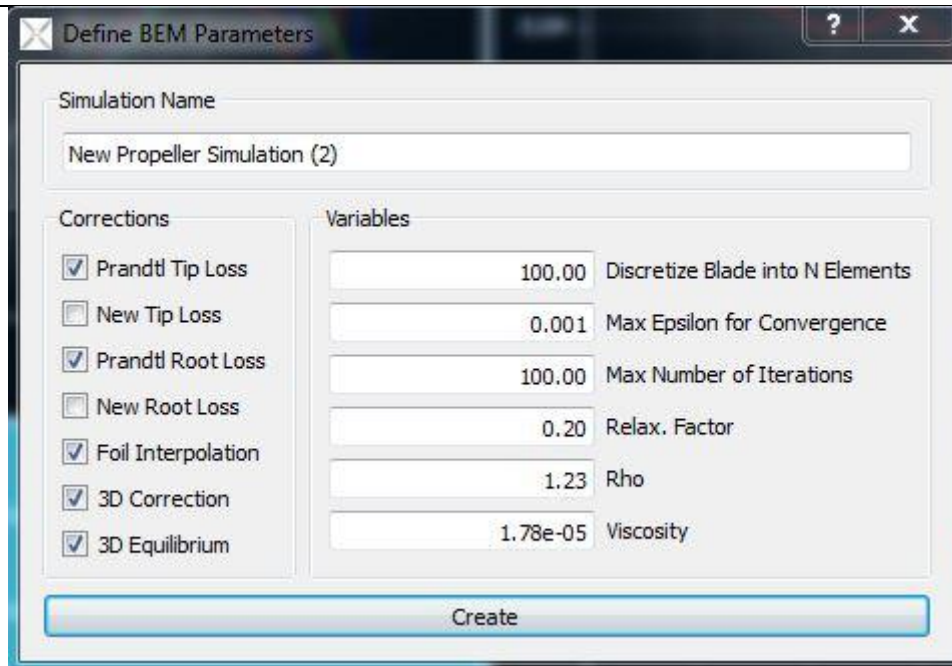 Define BEM Parameters
Simulation Name
New Propeller Simulation (2)
Corrections
Prandtl Tip Loss
New Tip Loss
Prandtl Root Loss
New Root Loss
Foil Interpolation
3D Correction
3D Equilibrium
Variables
100.00 Discretize Blade into N Elements
0.001 Max Epsilon for Convergence
100.00 Max Number of Iterations
0.20 Relax. Factor
1.23 Rho
1.78e-05 Viscosity
Create